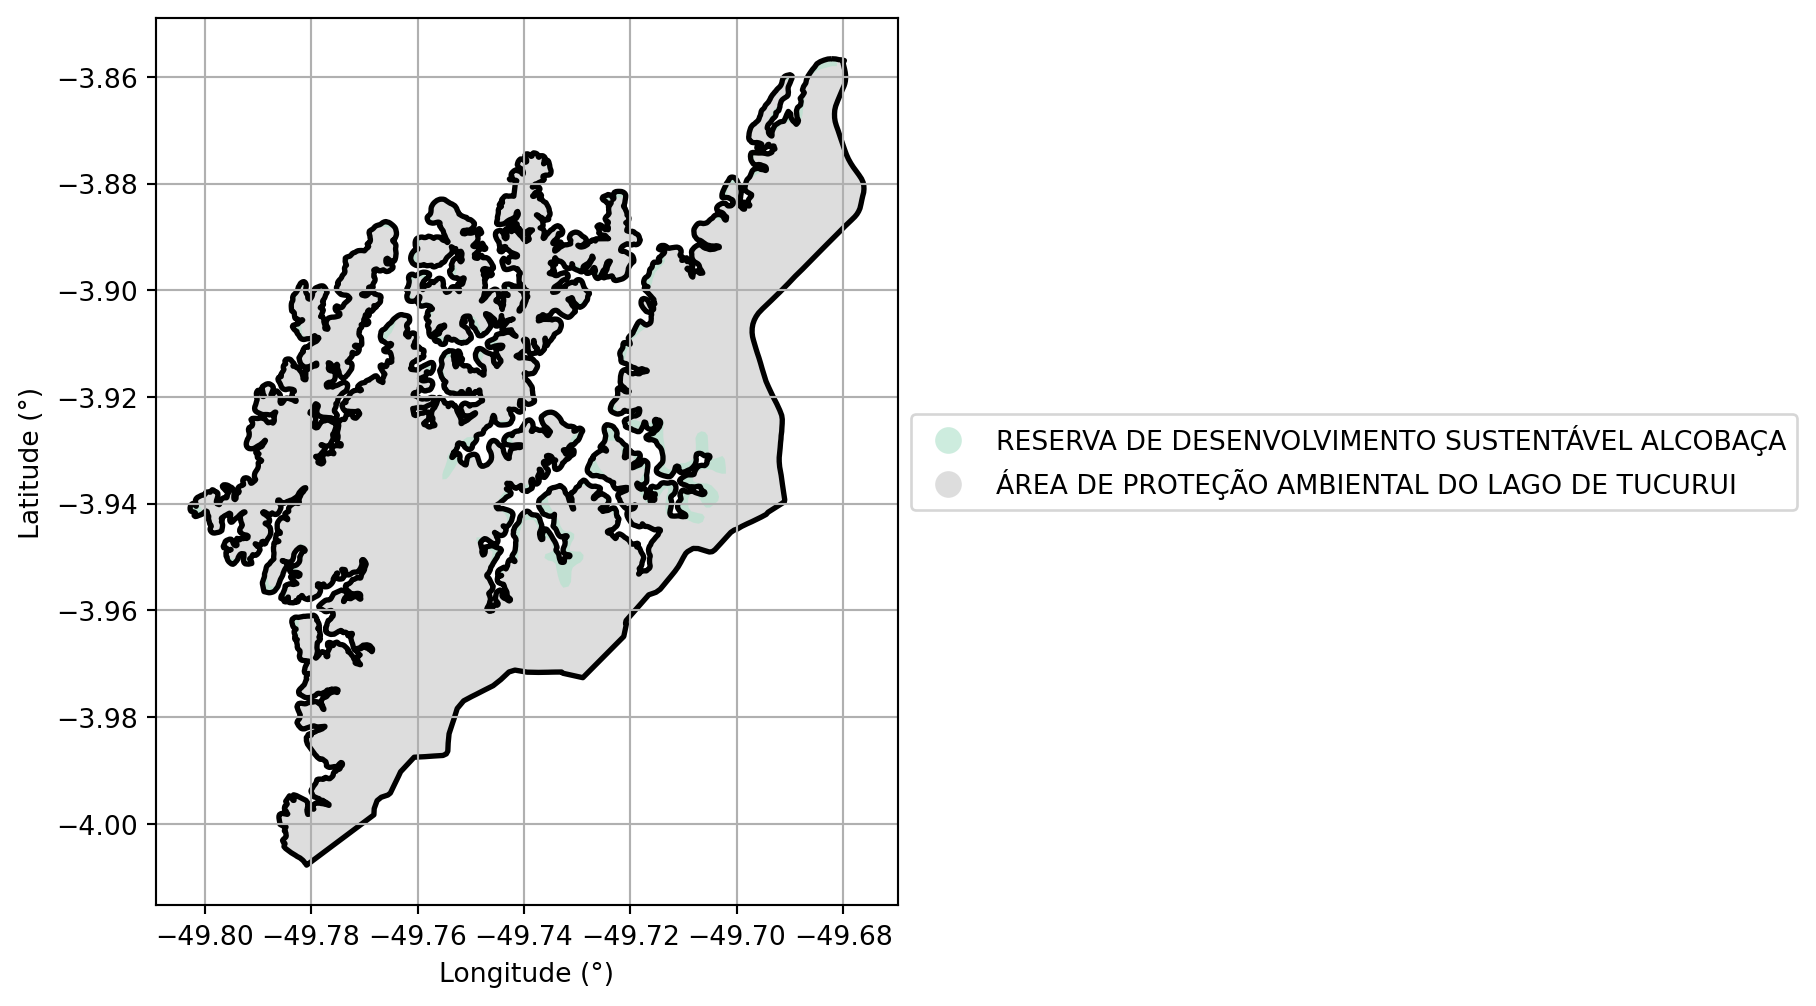 −3.86
−3.88
−3.90
−3.92
−3.94
−3.96
−3.98
−4.00
Latitude (°)
−49.80 −49.78 −49.76 −49.74 −49.72 −49.70 −49.68
Longitude (°)
RESERVA DE DESENVOLVIMENTO SUSTENTÁVEL ALCOBAÇA
ÁREA DE PROTEÇÃO AMBIENTAL DO LAGO DE TUCURUI